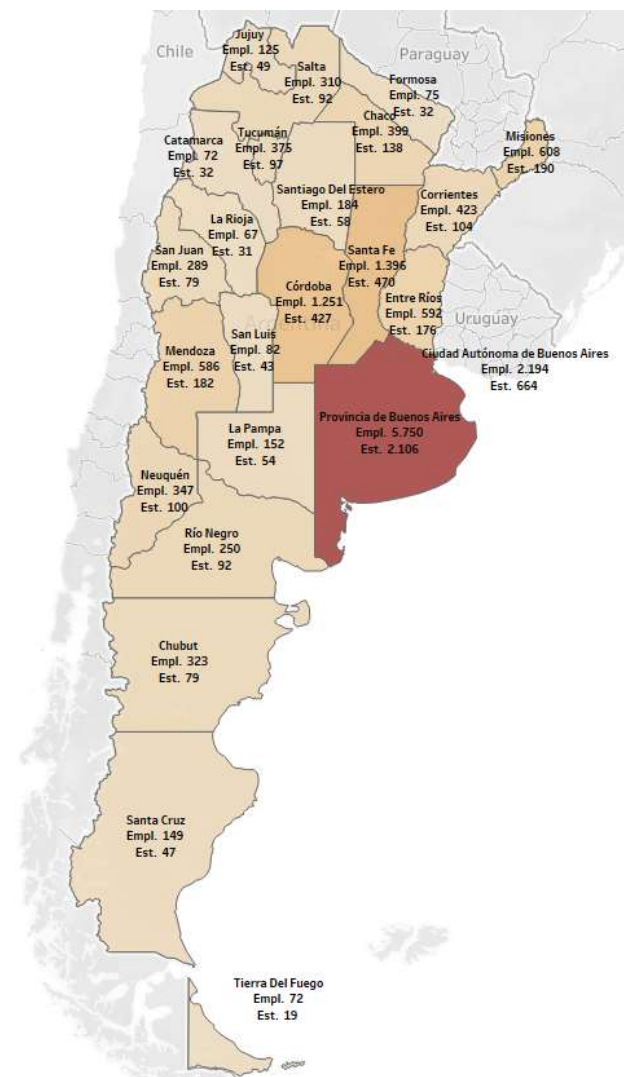 Jujuy
Empl. 125
Est. 49
Chile
Paraguay
Salta
Empl. 310
Est. 92
Formosa
Empl. 75
Est. 32
Chaco
Empl. 399
Est. 138
Misiones
Empl. 608
Est. 190
Catamarca
Empl. 72
Est. 32
Tucumán
Empl. 375
Est. 97
Santiago Del Estero
Empl. 184
Est. 58
Corrientes
Empl. 423
Est. 104
La Rioja
Empl. 67
Est. 31
San Juan
Empl. 289
Est. 79
Santa Fe
Empl. 1.396
Est. 470
Córdoba
Empl. 1.251
Est. 427
Entre Ríos
Empl. 592
Est. 176
Uruguay
Argentina
San Luis
Empl. 82
Est. 43
Mendoza
Empl. 586
Est. 182
Ciudad Autónoma de Buenos Aires
Empl. 2.194
Est. 664
Provincia de Buenos Aires
Empl. 5.750
Est. 2.106
La Pampa
Empl. 152
Est. 54
Neuquén
Empl. 347
Est. 100
Río Negro
Empl. 250
Est. 92
Chubut
Empl. 323
Est. 79
Santa Cruz
Empl. 149
Est. 47
Tierra Del Fuego
Empl. 72
Est. 19